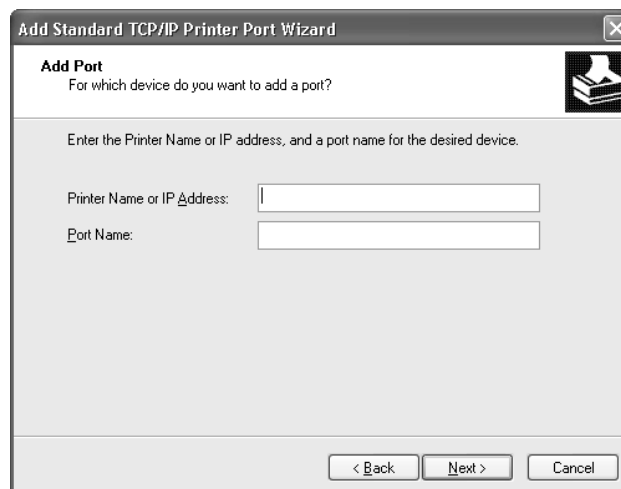 Add Standard TCP/IP Printer Port Wizard
Add Port
For which device do you want to add a port?
Enter the Printer Name or IP address, and a port name for the desired device.
Printer Name or IP Address:
Port Name:
< Back Next > Cancel